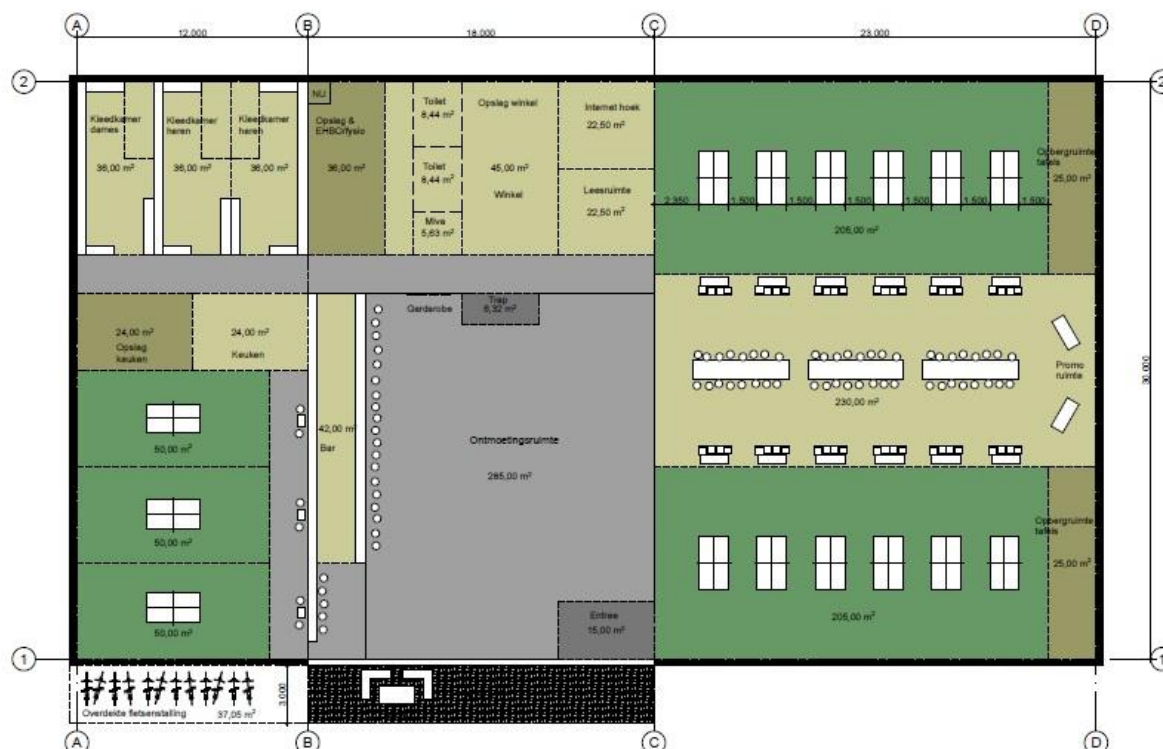 A
B
C
D
12.000
18.000
23.000
2
2
NU
Kleedkamer
dames
36,00 m²
Kleedkamer
heren
36,00 m²
Kleedkamer
heren
36,00 m²
Opslag &
EHBO/fysio
36,00 m²
Toilet
8,44 m²
Toilet
8,44 m²
Miva
5,63 m²
Opslag winkel
45,00 m²
Winkel
Internet hoek
22,50 m²
Leesruimte
22,50 m²
Opbergruimte
tafels
25,00 m²
2.350
1.500
1.500
1.500
1.500
1.500
1.500
205,00 m²
24,00 m²
Opslag
keuken
24,00 m²
Keuken
Garderobe
Trap
8,32 m²
Promo
ruimte
230,00 m²
30.000
50,00 m²
42,00 m²
Bar
Ontmoetingsruimte
285,00 m²
50,00 m²
Opbergruimte
tafels
25,00 m²
50,00 m²
Entree
15,00 m²
205,00 m²
1
1
3.000
Overdekte fietsenstalling
37,05 m²
A
B
C
D